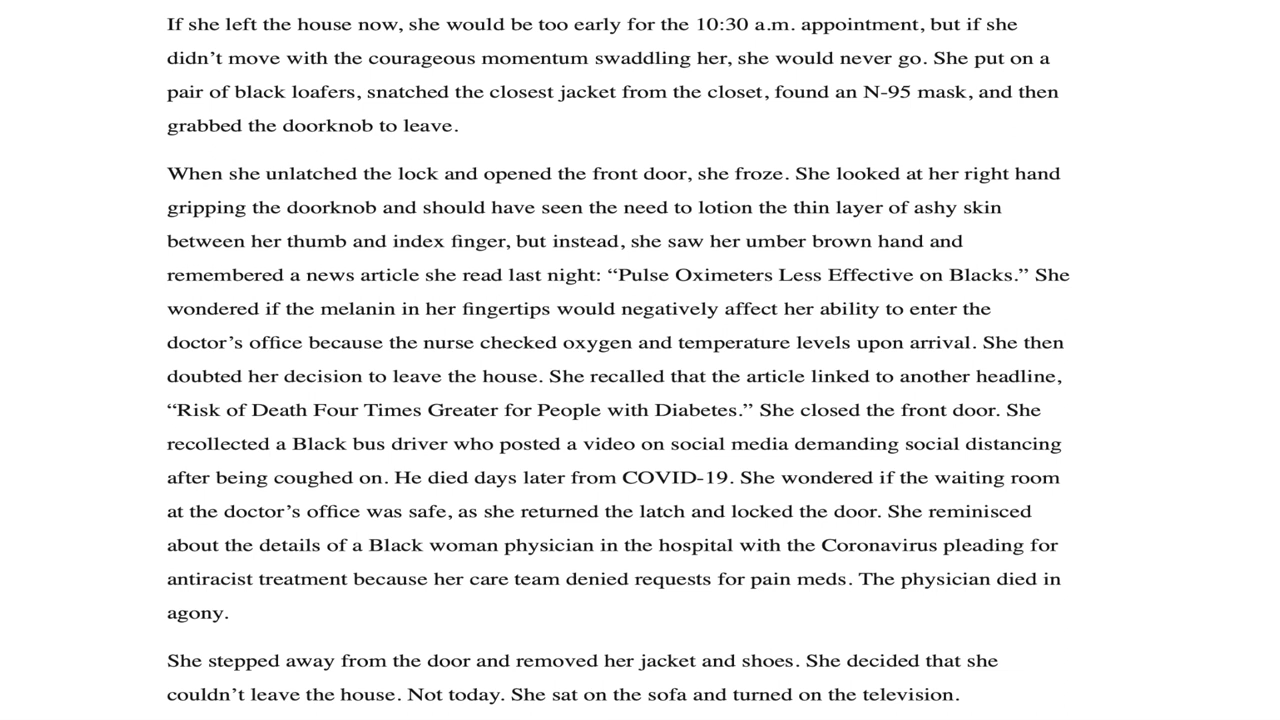 If she left the house now, she would be too early for the 10:30 a.m. appointment, but if she
didn’t move with the courageous momentum swaddling her, she would never go. She put on a
pair of black loafers, snatched the closest jacket from the closet, found an N-95 mask, and then
grabbed the doorknob to leave.
When she unlatched the lock and opened the front door, she froze. She looked at her right hand
gripping the doorknob and should have seen the need to lotion the thin layer of ashy skin
between her thumb and index finger, but instead, she saw her umber brown hand and
remembered a news article she read last night: “Pulse Oximeters Less Effective on Blacks.” She
wondered if the melanin in her fingertips would negatively affect her ability to enter the
doctor’s office because the nurse checked oxygen and temperature levels upon arrival. She then
doubted her decision to leave the house. She recalled that the article linked to another headline,
“Risk of Death Four Times Greater for People with Diabetes.” She closed the front door. She
recollected a Black bus driver who posted a video on social media demanding social distancing
after being coughed on. He died days later from COVID-19. She wondered if the waiting room
at the doctor’s office was safe, as she returned the latch and locked the door. She reminisced
about the details of a Black woman physician in the hospital with the Coronavirus pleading for
antiracist treatment because her care team denied requests for pain meds. The physician died in
agony.
She stepped away from the door and removed her jacket and shoes. She decided that she
couldn’t leave the house. Not today. She sat on the sofa and turned on the television.